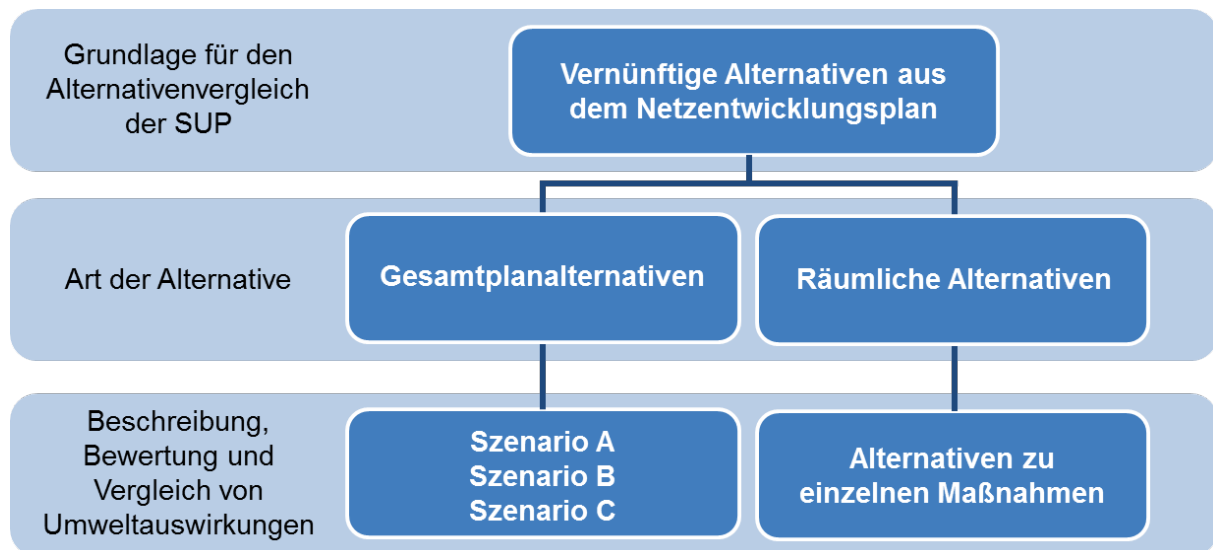 Grundlage für den
Alternativenvergleich
der SUP
Vernünftige Alternativen aus
dem Netzentwicklungsplan
Art der Alternative
Gesamtplanalternativen
Räumliche Alternativen
Beschreibung,
Bewertung und
Vergleich von
Umweltauswirkungen
Szenario A
Szenario B
Szenario C
Alternativen zu
einzelnen Maßnahmen